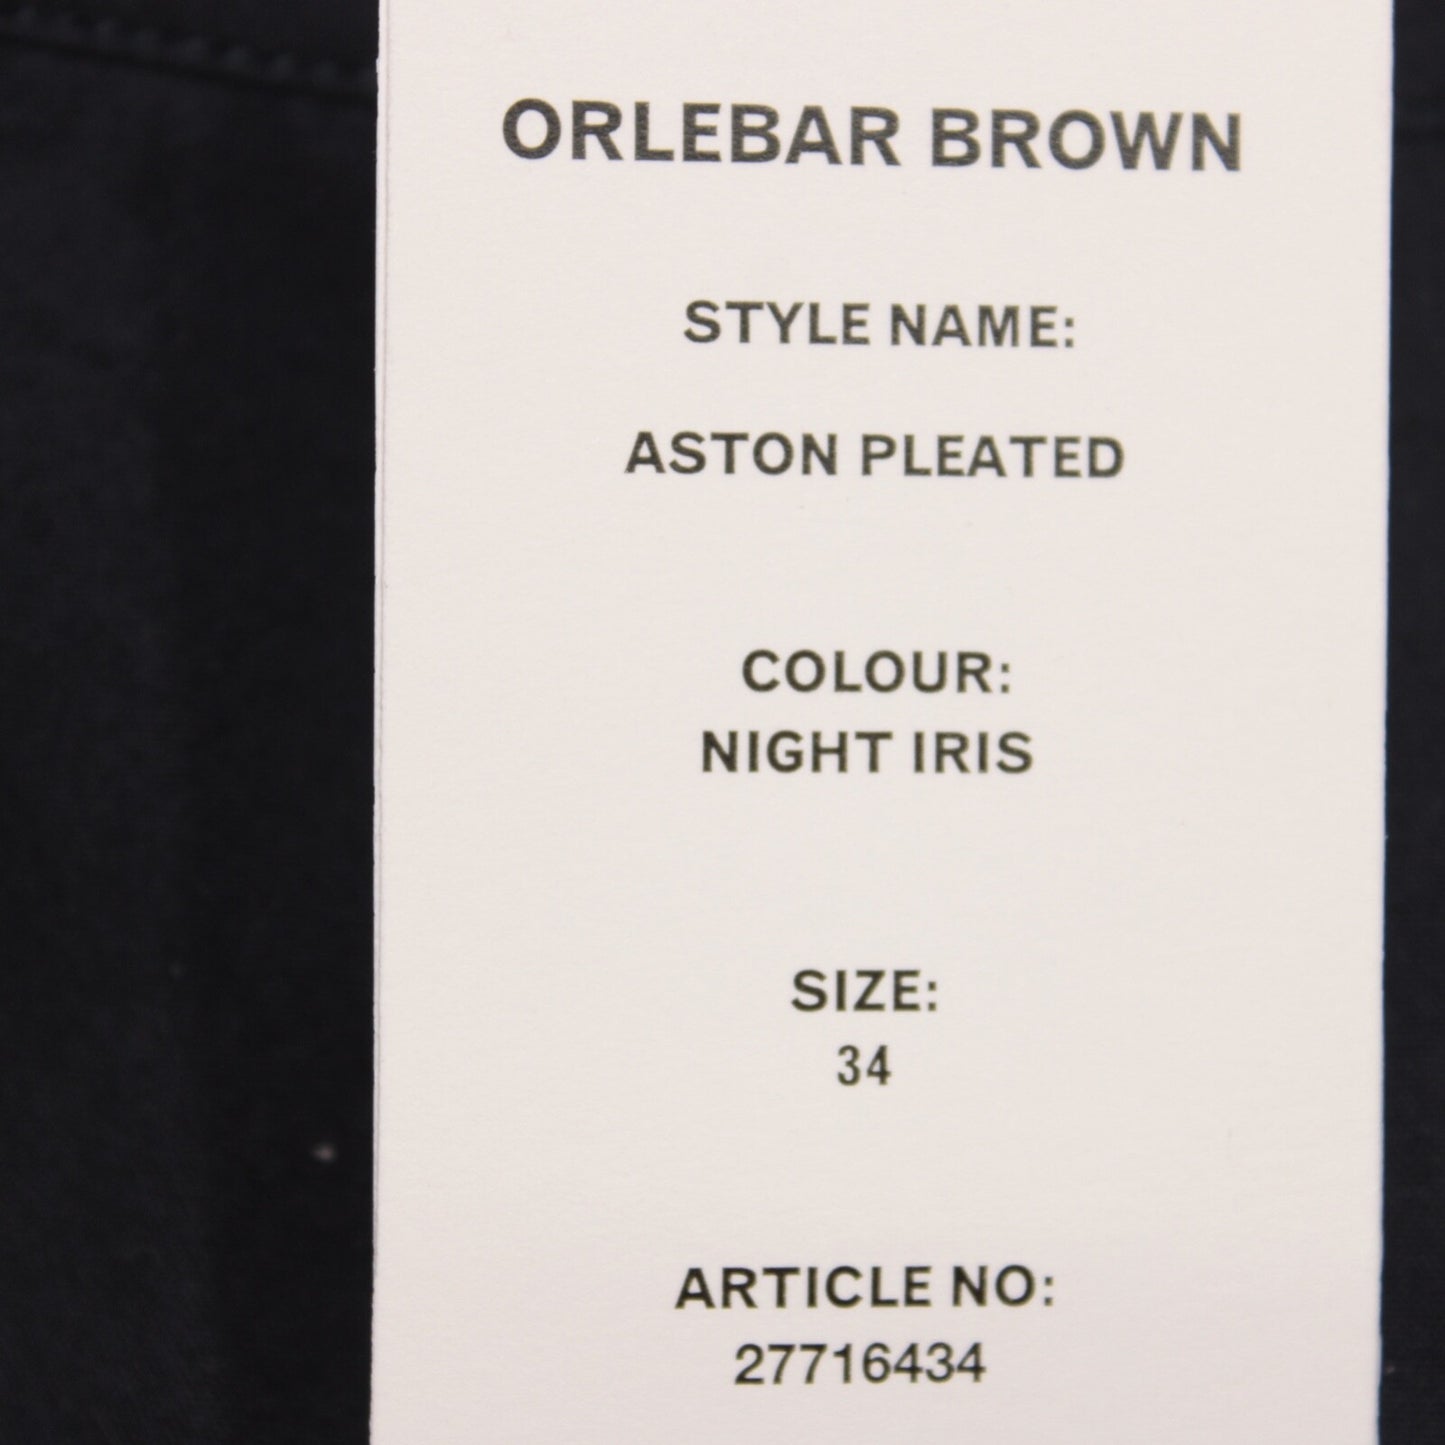 ORLEBAR BROWN
STYLE NAME:
ASTON PLEATED
COLOUR:
NIGHT IRIS
SIZE:
34
ARTICLE NO:
27716434